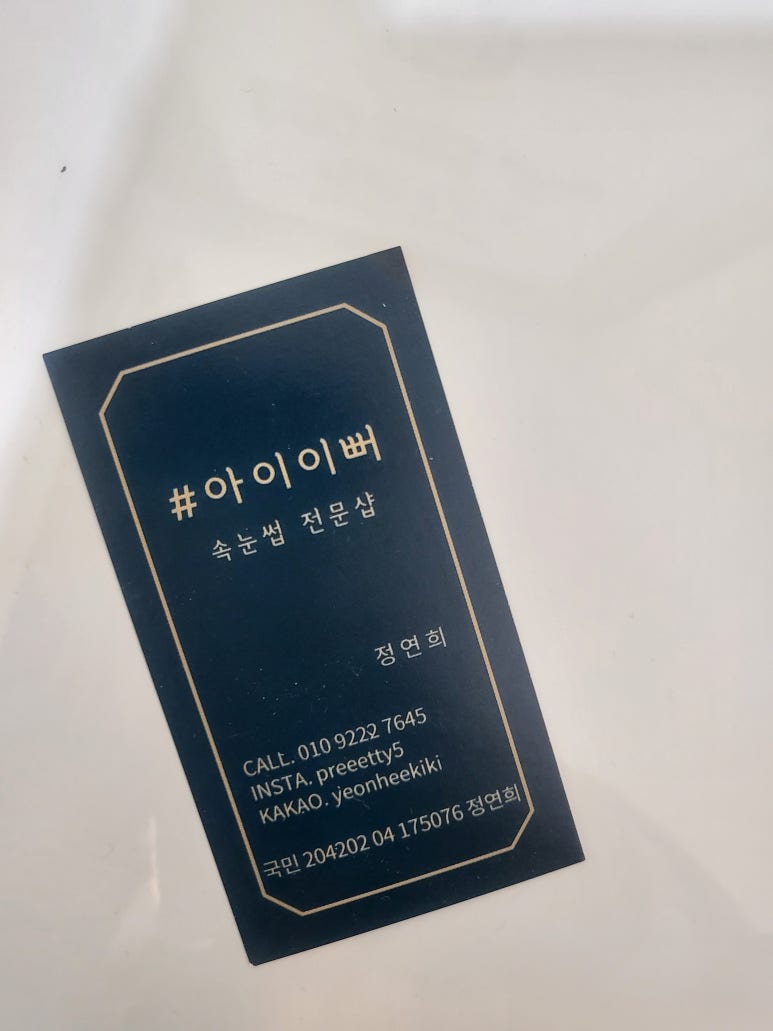 #아이이뻐
속눈썹 전문샵
정연희
CALL. 010 9222 7645
INSTA. preeetty5
KAKAO. yeonheekiki
국민 204202 04 175076 정연희